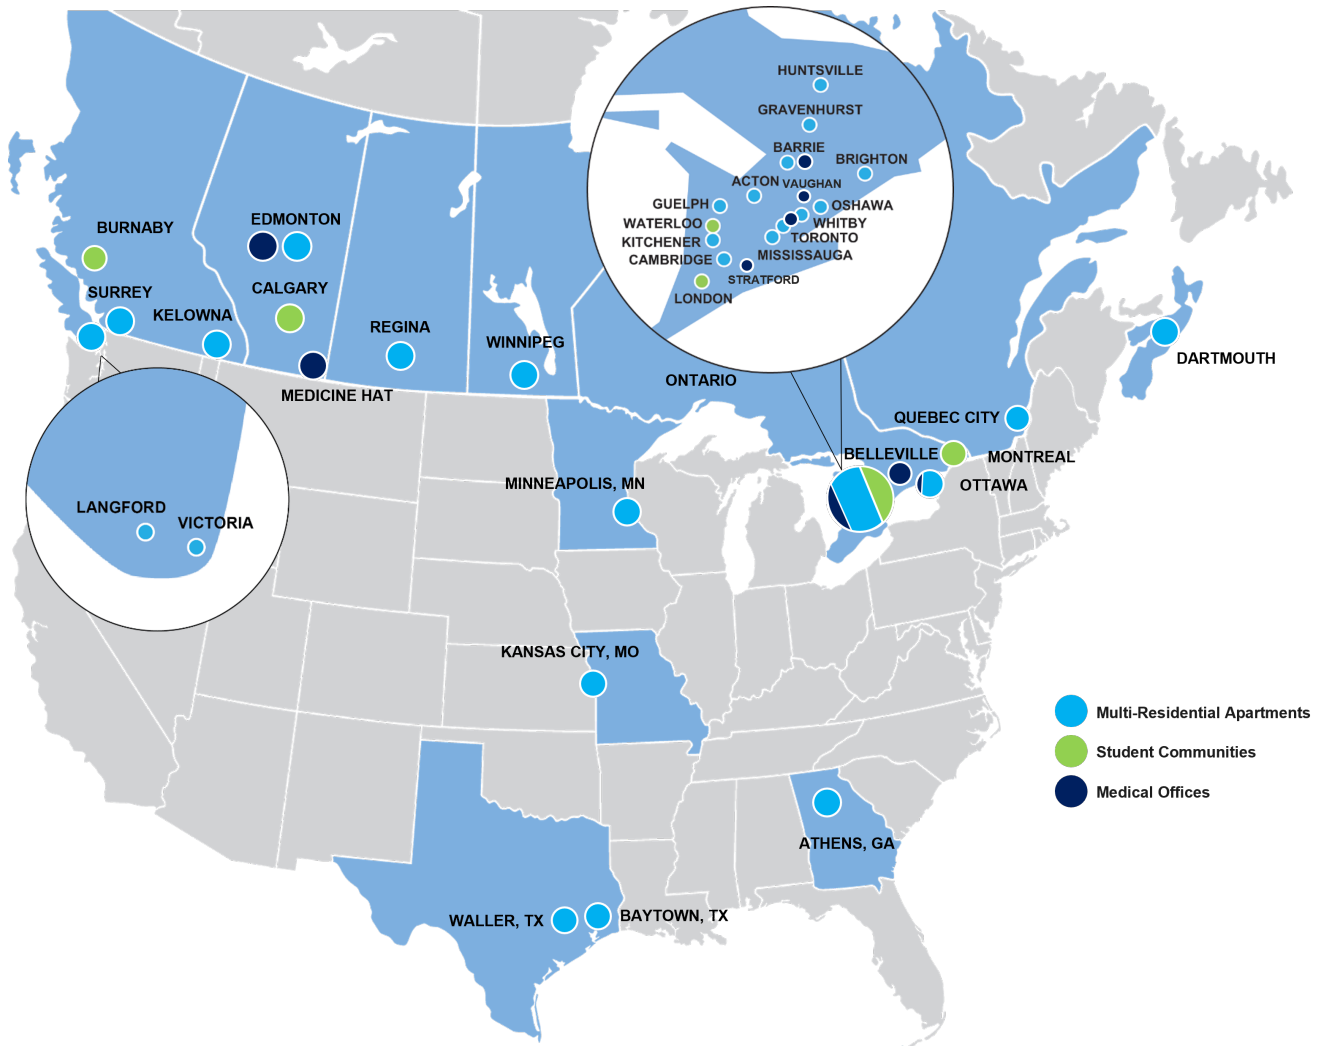 HUNTSVILLE
GRAVENHURST
BARRIE
BRIGHTON
ACTON
VAUGHAN
GUELPH
OSHAWA
WATERLOO
WHITBY
KITCHENER
TORONTO
CAMBRIDGE
MISSISSAUGA
STRATFORD
LONDON
BURNABY
EDMONTON
SURREY
CALGARY
KELOWNA
REGINA
WINNIPEG
MEDICINE HAT
ONTARIO
DARTMOUTH
QUEBEC CITY
BELLEVILLE
MONTREAL
OTTAWA
MINNEAPOLIS, MN
LANGFORD
VICTORIA
KANSAS CITY, MO
Multi-Residential Apartments
Student Communities
Medical Offices
ATHENS, GA
WALLER, TX
BAYTOWN, TX